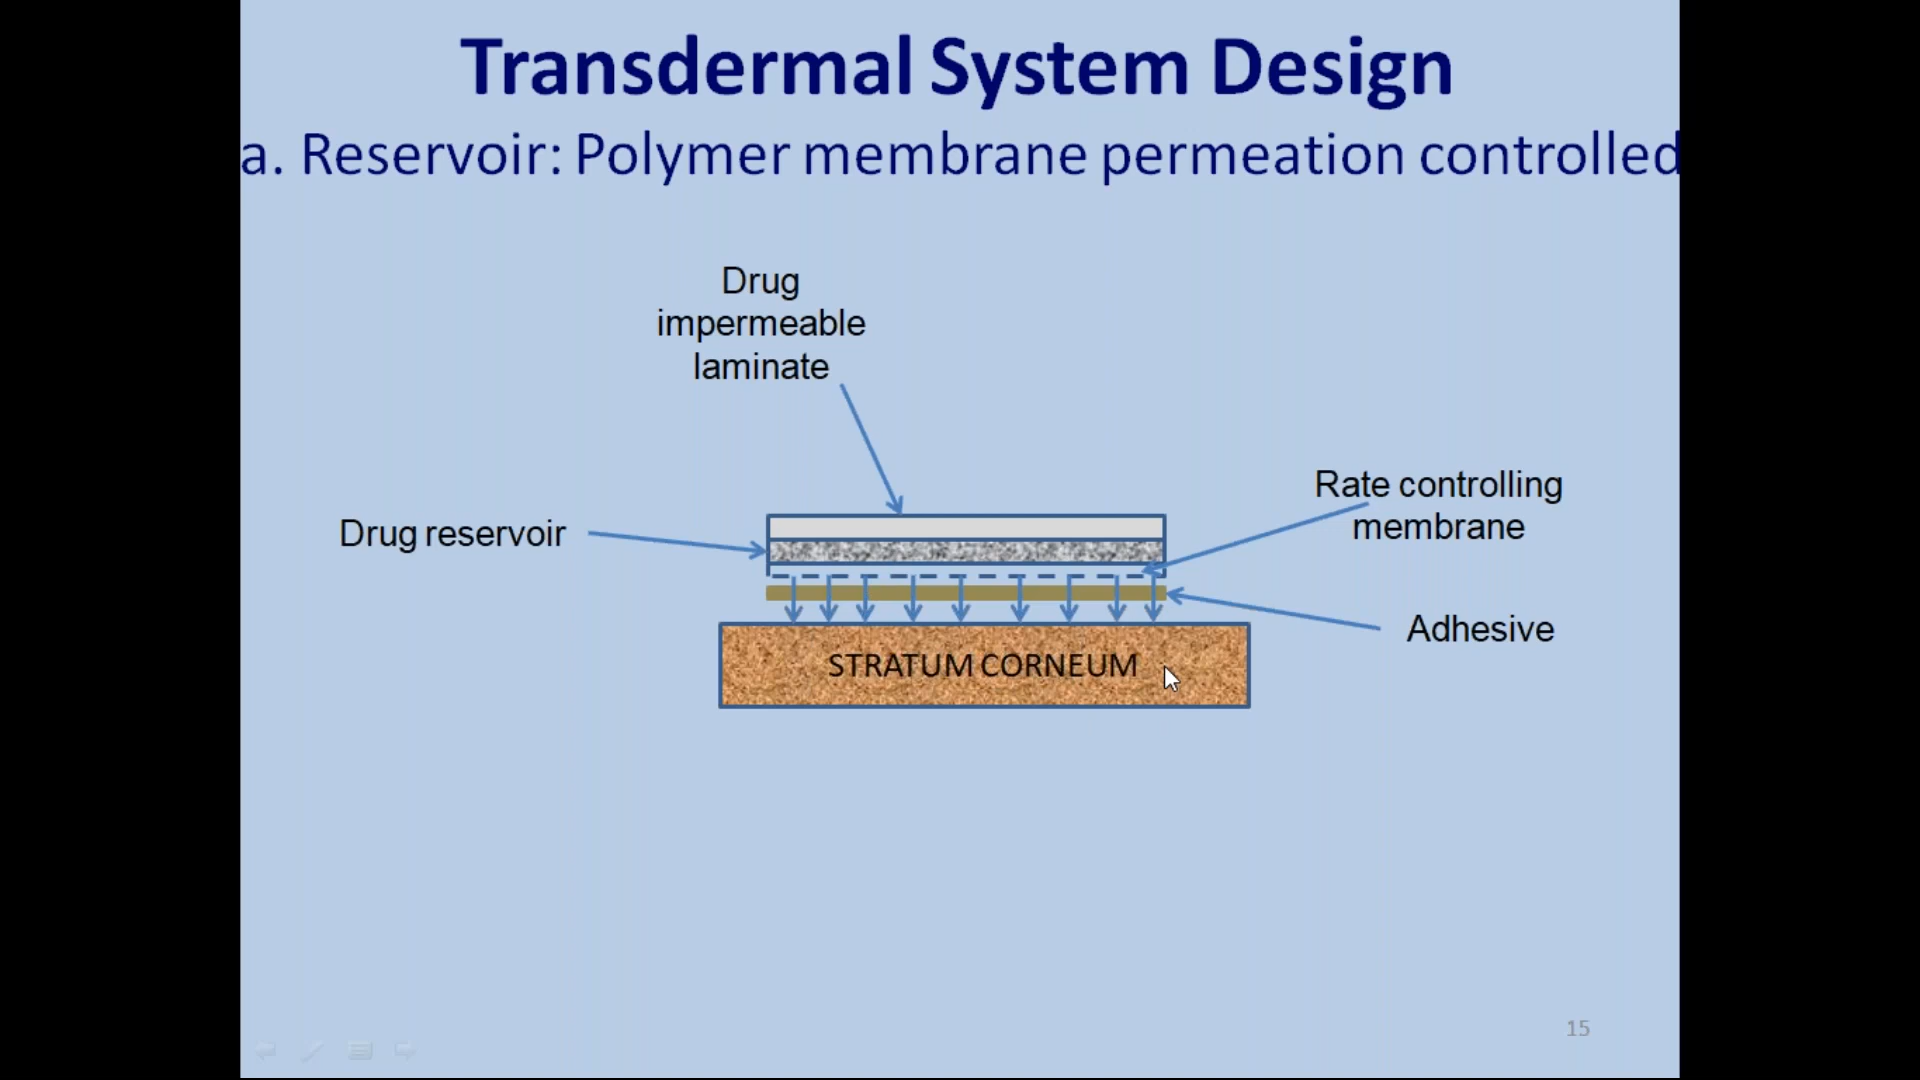 Transdermal System Design
a. Reservoir: Polymer membrane permeation controlled
Drug
impermeable
laminate
Rate controlling
membrane
Drug reservoir
Adhesive
STRATUM CORNEUM
15